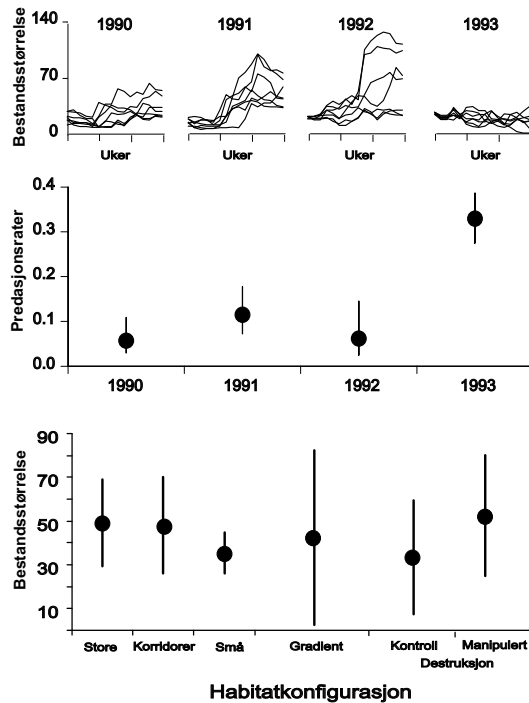 1990 1991 1992 1993
Bestandsstørrelse
140
70
0
Uker Uker Uker Uker
Predasjonsrater
0.4
0.3
0.2
0.1
0.0
1990 1991 1992 1993
Bestandsstørrelse
90
70
50
30
10
Store Korridorer Små Gradient Kontroll Manipulert
Destruksjon
Habitatkonfigurasjon